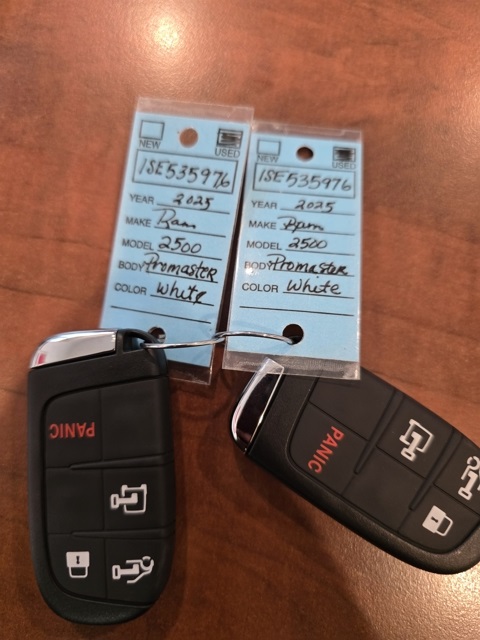 NEW USED
1SE535976
YEAR 2025
MAKE Ram
MODEL 2500
BODY Promaster
COLOR White
NEW USED
1SE535976
YEAR 2025
MAKE Ram
MODEL 2500
BODY Promaster
COLOR White
PANIC
PANIC